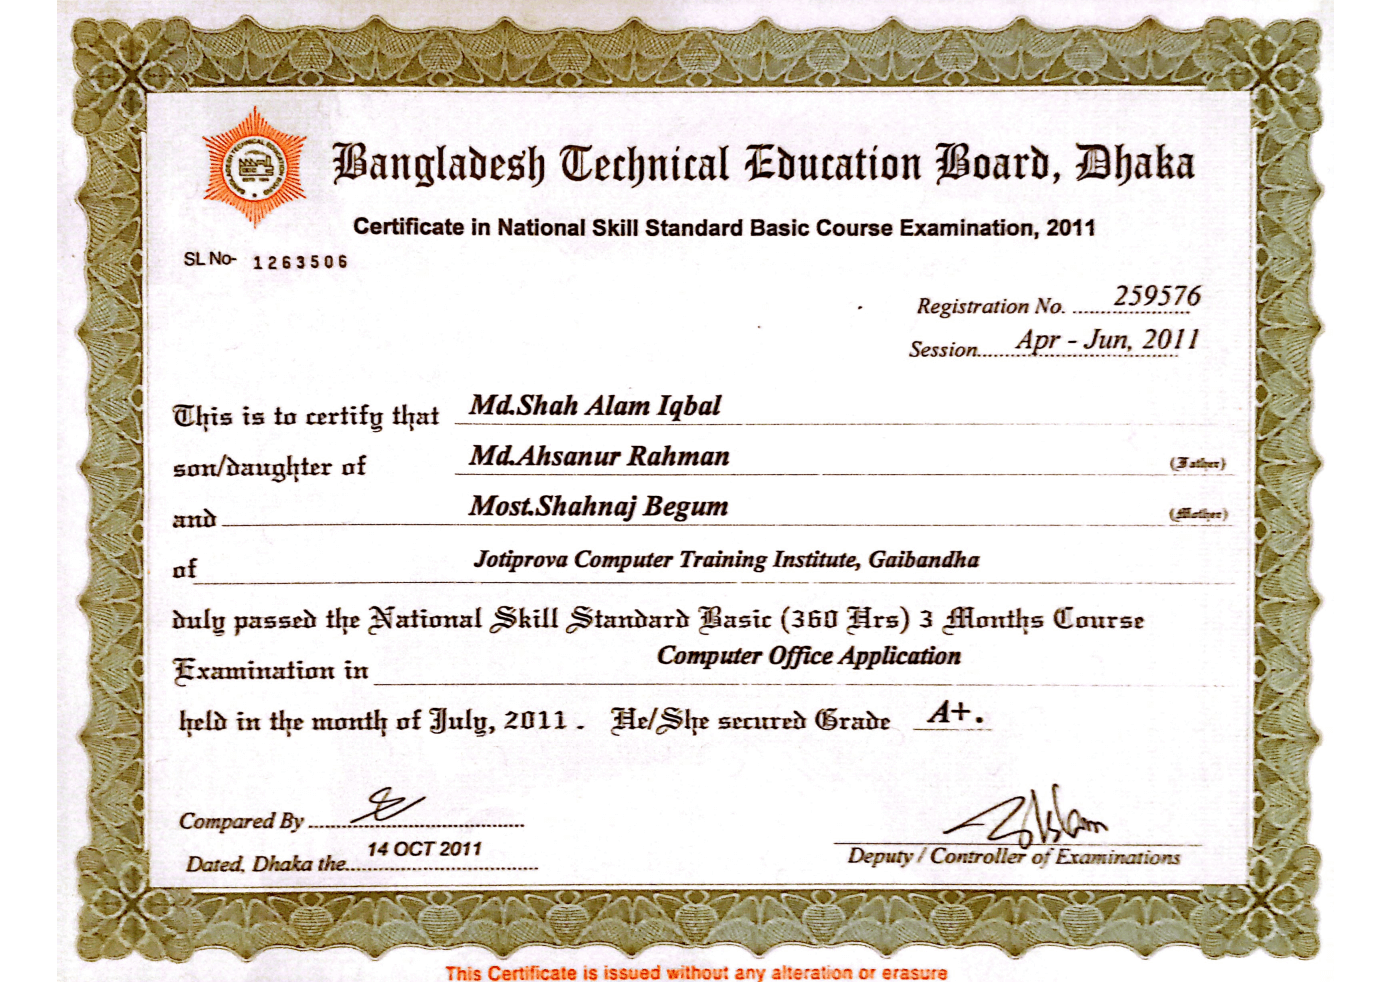 Bangladesh Technical Education Board, Dhaka
Certificate in National Skill Standard Basic Course Examination, 2011
SL No- 1263506
Registration No. 259576
Session Apr - Jun, 2011
This is to certify that Md.Shah Alam Iqbal
son/daughter of Md.Ahsanur Rahman (Father)
and Most.Shahnaj Begum (Mother)
of Jotiprova Computer Training Institute, Gaibandha
duly passed the National Skill Standard Basic (360 Hrs) 3 Months Course
Examination in Computer Office Application
held in the month of July, 2011 . He/She secured Grade A+.
Compared By
Dated, Dhaka the 14 OCT 2011
Deputy / Controller of Examinations
This Certificate is issued without any alteration or erasure